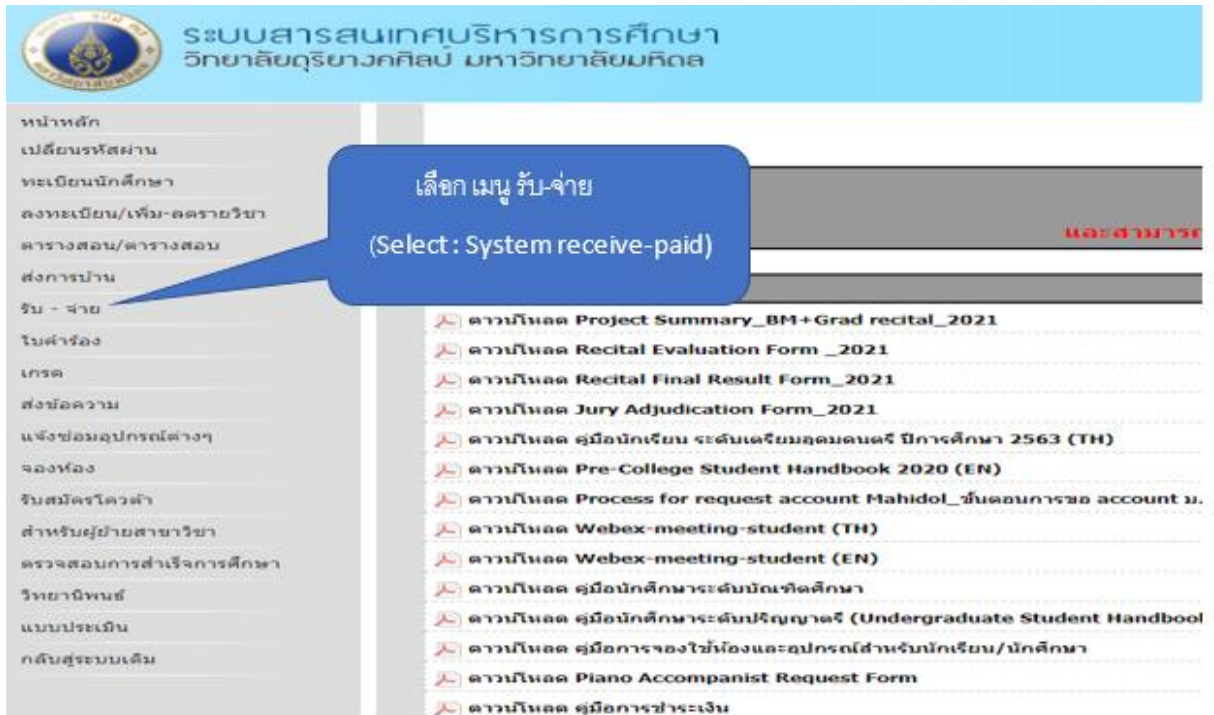 ระบบสารสนเทศบริหารการศึกษา
วิทยาลัยดุริยางคศิลป์ มหาวิทยาลัยมหิดล
หน้าหลัก
เปลี่ยนรหัสผ่าน
ทะเบียนนักศึกษา
ลงทะเบียน/เพิ่ม-ลดรายวิชา
ตารางสอน/ตารางสอบ
ส่งการบ้าน
รับ - จ่าย
ใบคำร้อง
เกรด
ส่งข้อความ
แจ้งซ่อมอุปกรณ์ต่างๆ
จองห้อง
รับสมัครโควต้า
สำหรับผู้ย้ายสาขาวิชา
ตรวจสอบการสำเร็จการศึกษา
วิทยานิพนธ์
แบบประเมิน
กลับสู่ระบบเดิม
เลือก เมนู รับ-จ่าย
(Select : System receive-paid)
และสามารถ
ดาวน์โหลด Project Summary_BM+Grad recital_2021
ดาวน์โหลด Recital Evaluation Form _2021
ดาวน์โหลด Recital Final Result Form_2021
ดาวน์โหลด Jury Adjudication Form_2021
ดาวน์โหลด คู่มือนักเรียน ระดับเตรียมอุดมดนตรี ปีการศึกษา 2563 (TH)
ดาวน์โหลด Pre-College Student Handbook 2020 (EN)
ดาวน์โหลด Process for request account Mahidol_ขั้นตอนการขอ account ม.
ดาวน์โหลด Webex-meeting-student (TH)
ดาวน์โหลด Webex-meeting-student (EN)
ดาวน์โหลด คู่มือนักศึกษาระดับบัณฑิตศึกษา
ดาวน์โหลด คู่มือนักศึกษาระดับปริญญาตรี (Undergraduate Student Handbook
ดาวน์โหลด คู่มือการจองใช้ห้องและอุปกรณ์สำหรับนักเรียน/นักศึกษา
ดาวน์โหลด Piano Accompanist Request Form
ดาวน์โหลด คู่มือการชำระเงิน